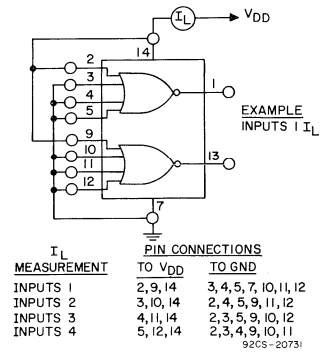 I_L
V_DD
14
2
3
4
5
9
10
11
12
1
13
7
EXAMPLE
INPUTS 1 I_L
I_L PIN CONNECTIONS
MEASUREMENT TO V_DD TO GND
INPUTS 1 2,9,14 3,4,5,7,10,11,12
INPUTS 2 3,10,14 2,4,5,9,11,12
INPUTS 3 4,11,14 2,3,5,9,10,12
INPUTS 4 5,12,14 2,3,4,9,10,11
92CS-20731